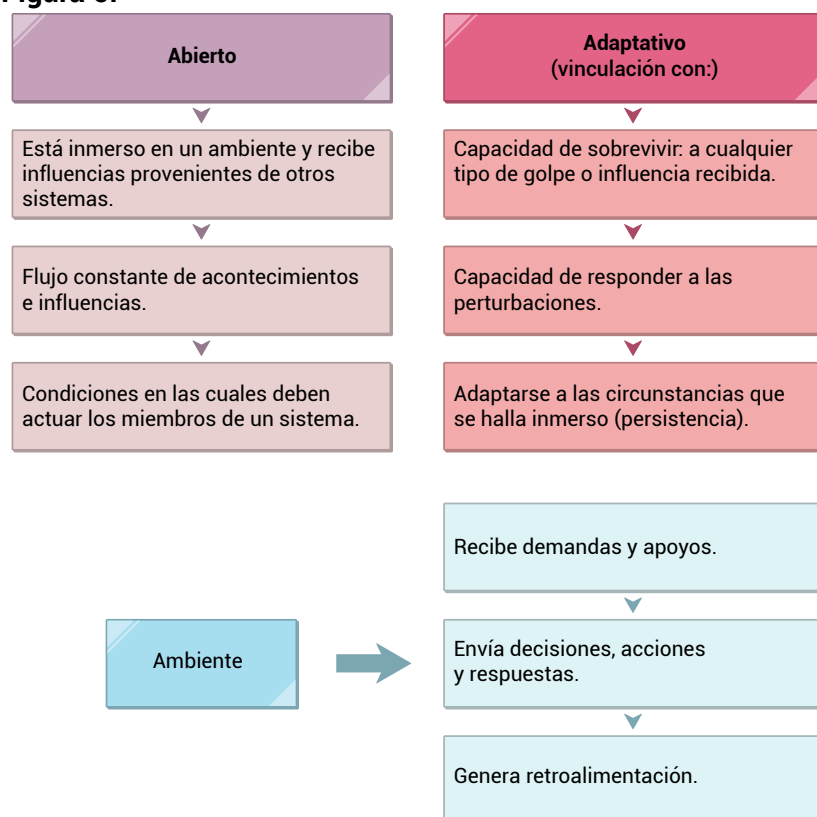 Abierto
Está inmerso en un ambiente y recibe
influencias provenientes de otros
sistemas.
Flujo constante de acontecimientos
e influencias.
Condiciones en las cuales deben
actuar los miembros de un sistema.
Adaptativo
(vinculación con:)
Capacidad de sobrevivir: a cualquier
tipo de golpe o influencia recibida.
Capacidad de responder a las
perturbaciones.
Adaptarse a las circunstancias que
se halla inmerso (persistencia).
Ambiente
Recibe demandas y apoyos.
Envía decisiones, acciones
y respuestas.
Genera retroalimentación.